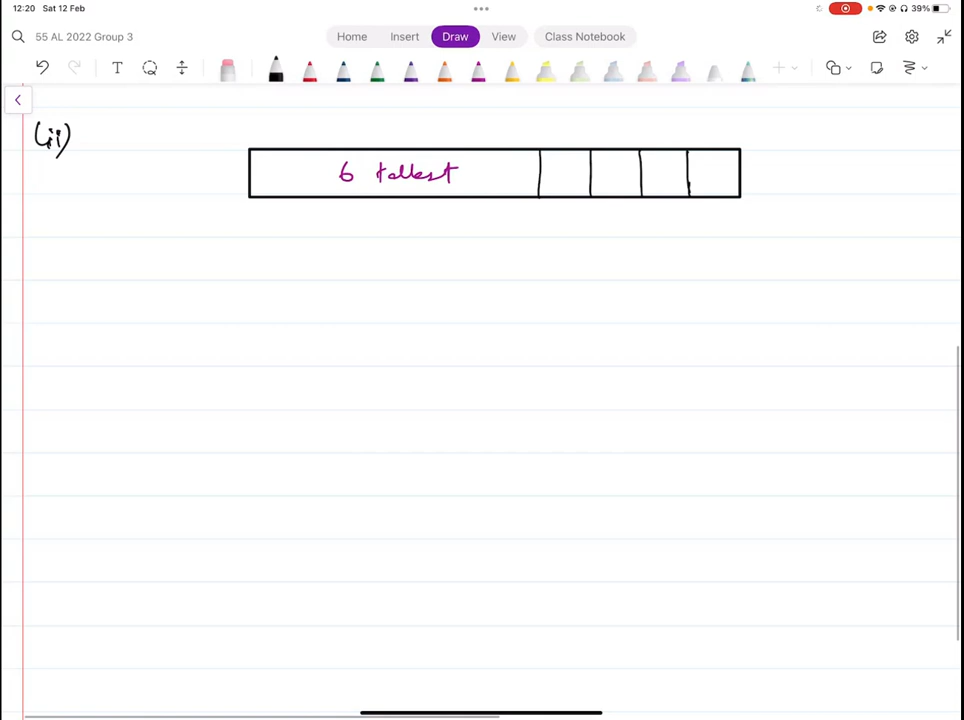 12:20 Sat 12 Feb
39%
55 AL 2022 Group 3
Home Insert Draw View Class Notebook
T
(ii)
6 tallest